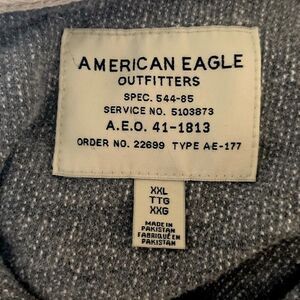 AMERICAN EAGLE
OUTFITTERS
SPEC. 544-85
SERVICE NO. 5103873
A.E.O. 41-1813
ORDER NO. 22699 TYPE AE-177
XXL
TTG
XXG
MADE IN
PAKISTAN
FABRIQUÉ EN
PAKISTAN